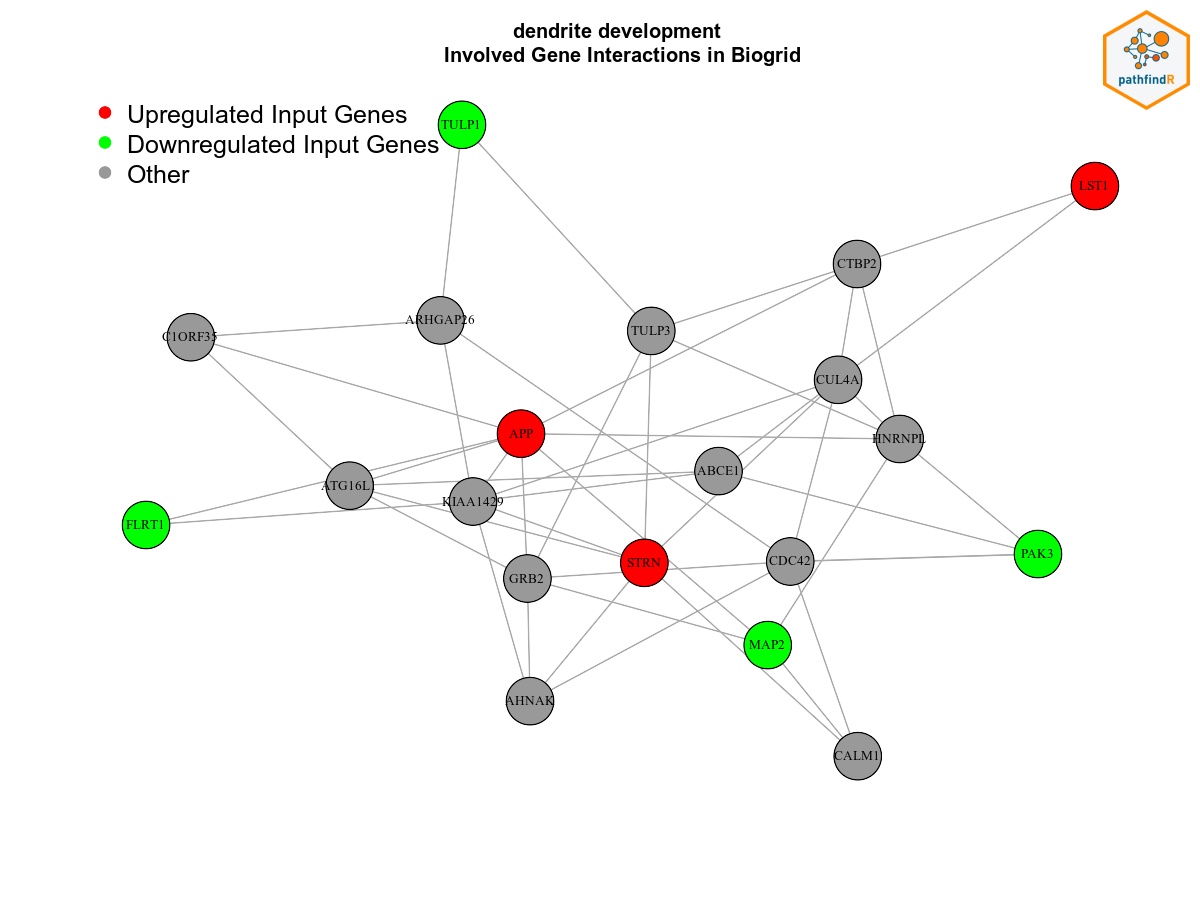 dendrite development
Involved Gene Interactions in Biogrid
pathfindR
Upregulated Input Genes
Downregulated Input Genes
Other
TULP1
LST1
CTBP2
ARHGAP26
TULP3
C1ORF35
CUL4A
APP
HNRNPL
ABCE1
ATG16L1
KIAA1429
FLRT1
PAK3
CDC42
STRN
GRB2
MAP2
AHNAK
CALM1